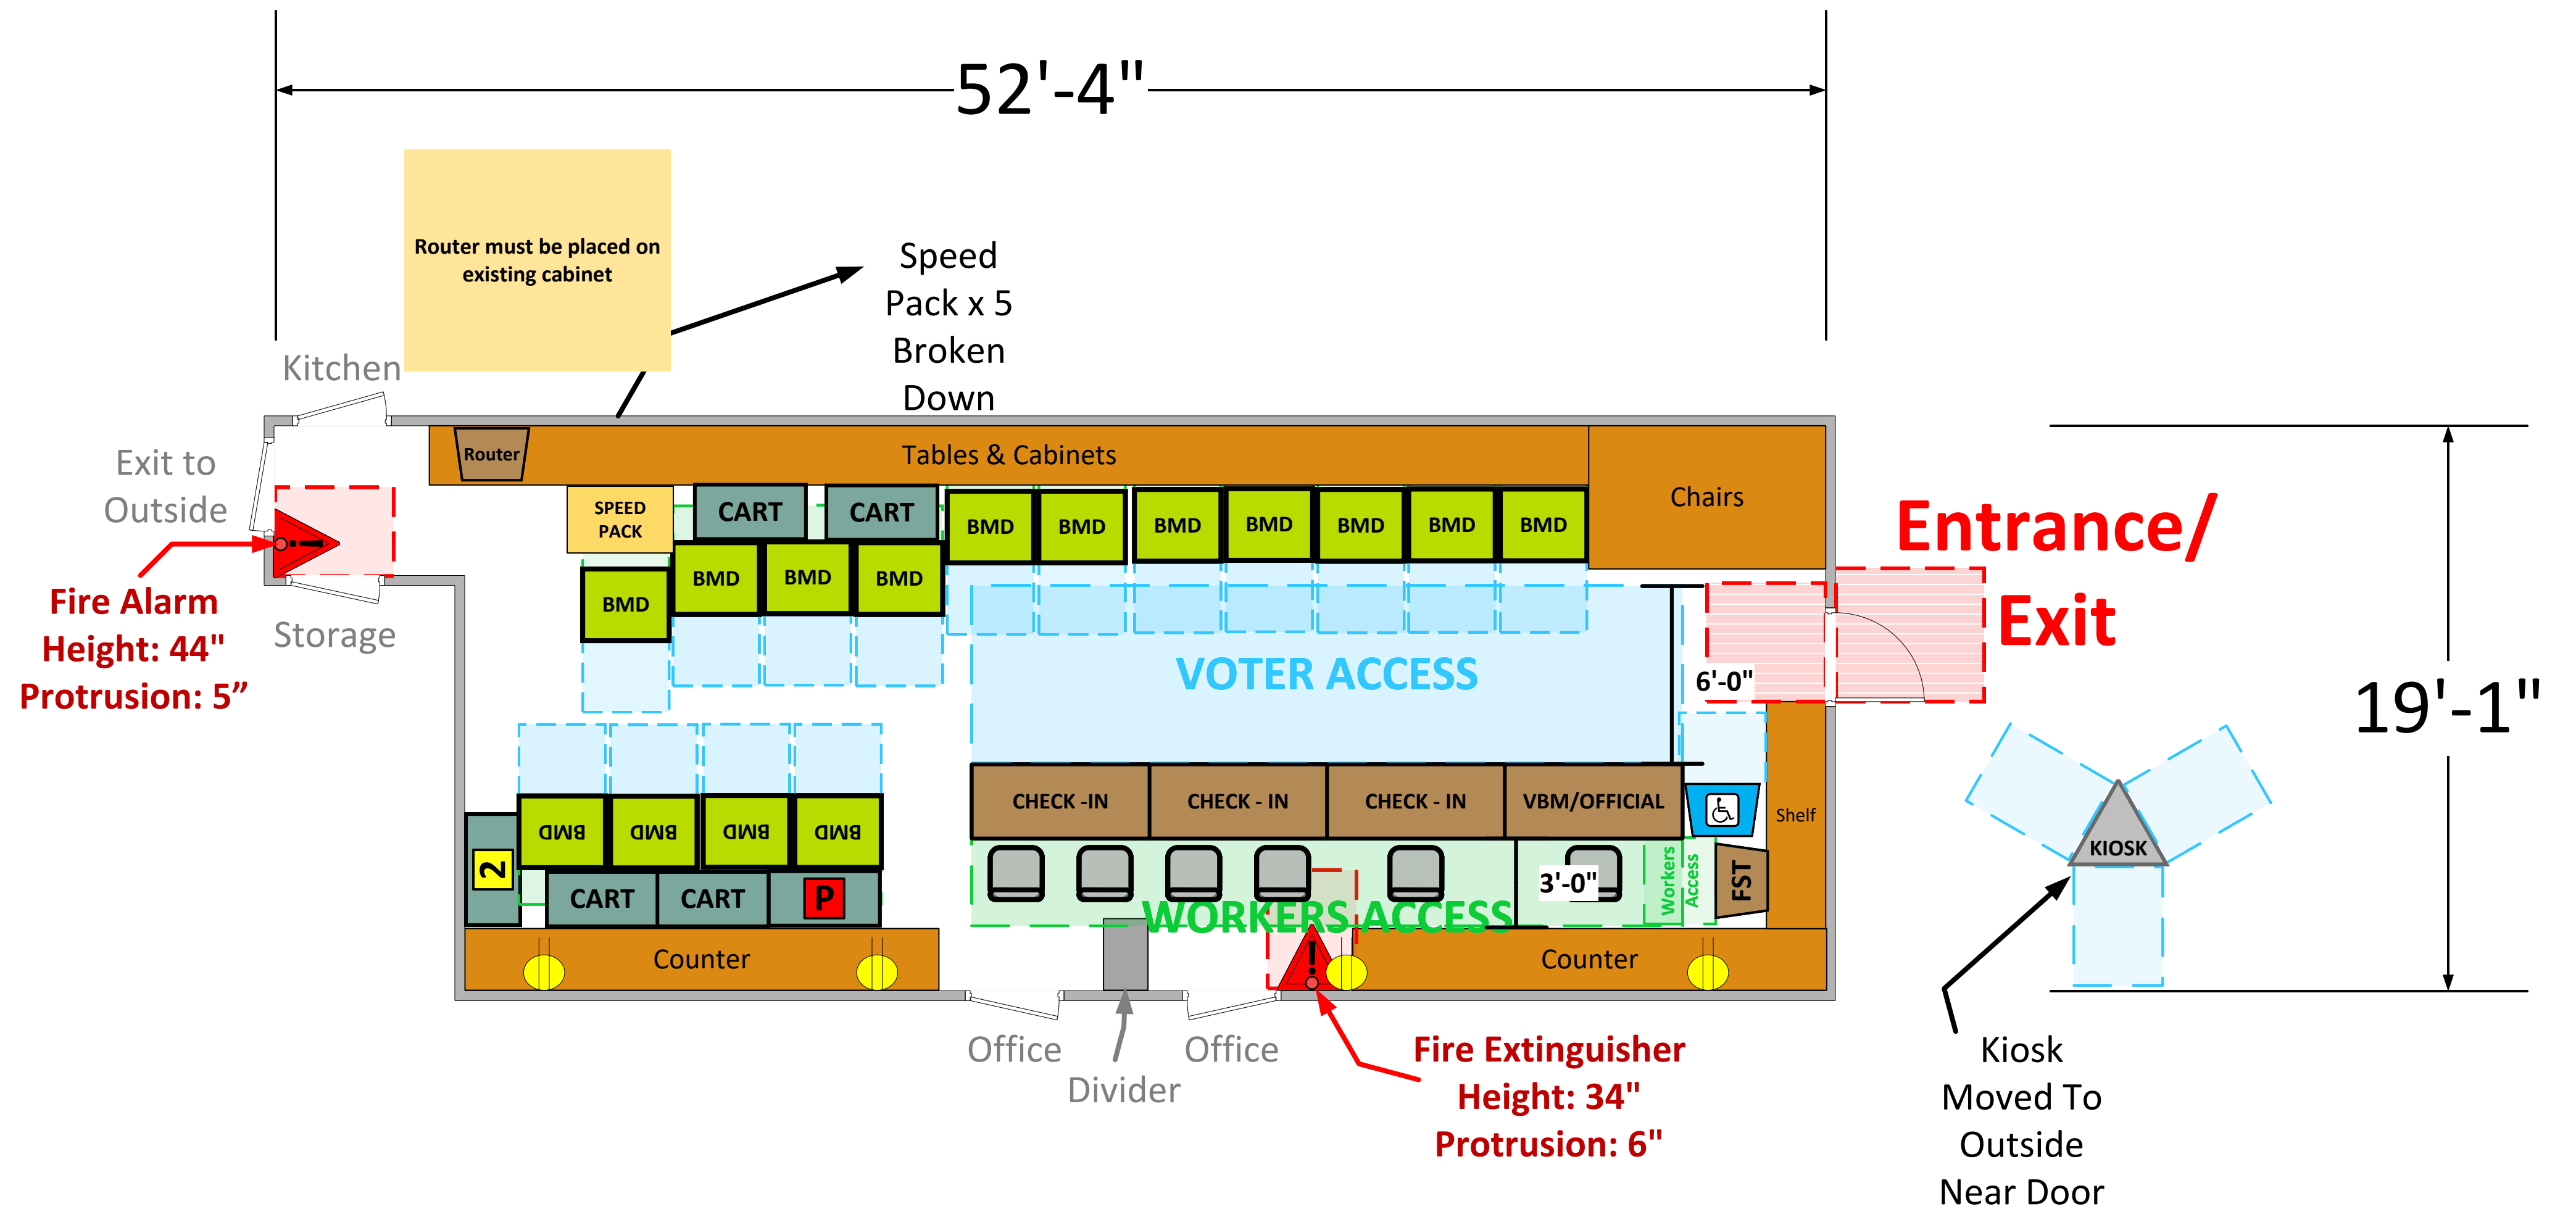 52'-4"
Router must be placed on
existing cabinet
Speed
Pack x 5
Broken
Down
Kitchen
Exit to
Outside
Router
Tables & Cabinets
Chairs
SPEED
PACK
CART
CART
BMD
BMD
BMD
BMD
BMD
BMD
BMD
BMD
BMD
BMD
BMD
Entrance/
Exit
Fire Alarm
Height: 44"
Protrusion: 5”
Storage
VOTER ACCESS
6'-0"
19'-1"
CHECK -IN
CHECK - IN
CHECK - IN
VBM/OFFICIAL
Shelf
BMD
BMD
BMD
BMD
2
CART
CART
P
3'-0"
Workers
Access
FST
KIOSK
WORKERS ACCESS
Counter
Counter
Office
Divider
Office
Fire Extinguisher
Height: 34"
Protrusion: 6"
Kiosk
Moved To
Outside
Near Door